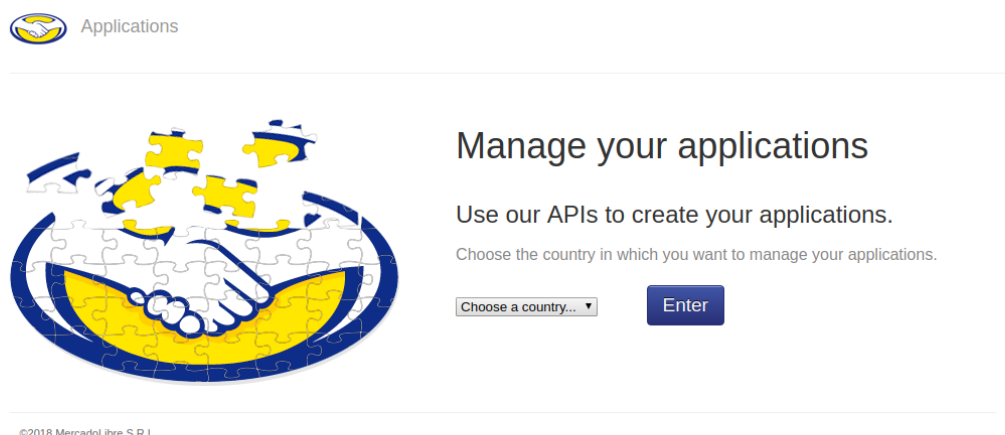 Applications
Manage your applications
Use our APIs to create your applications.
Choose the country in which you want to manage your applications.
Choose a country... Enter
©2018 MercadoLibre S.R.L.